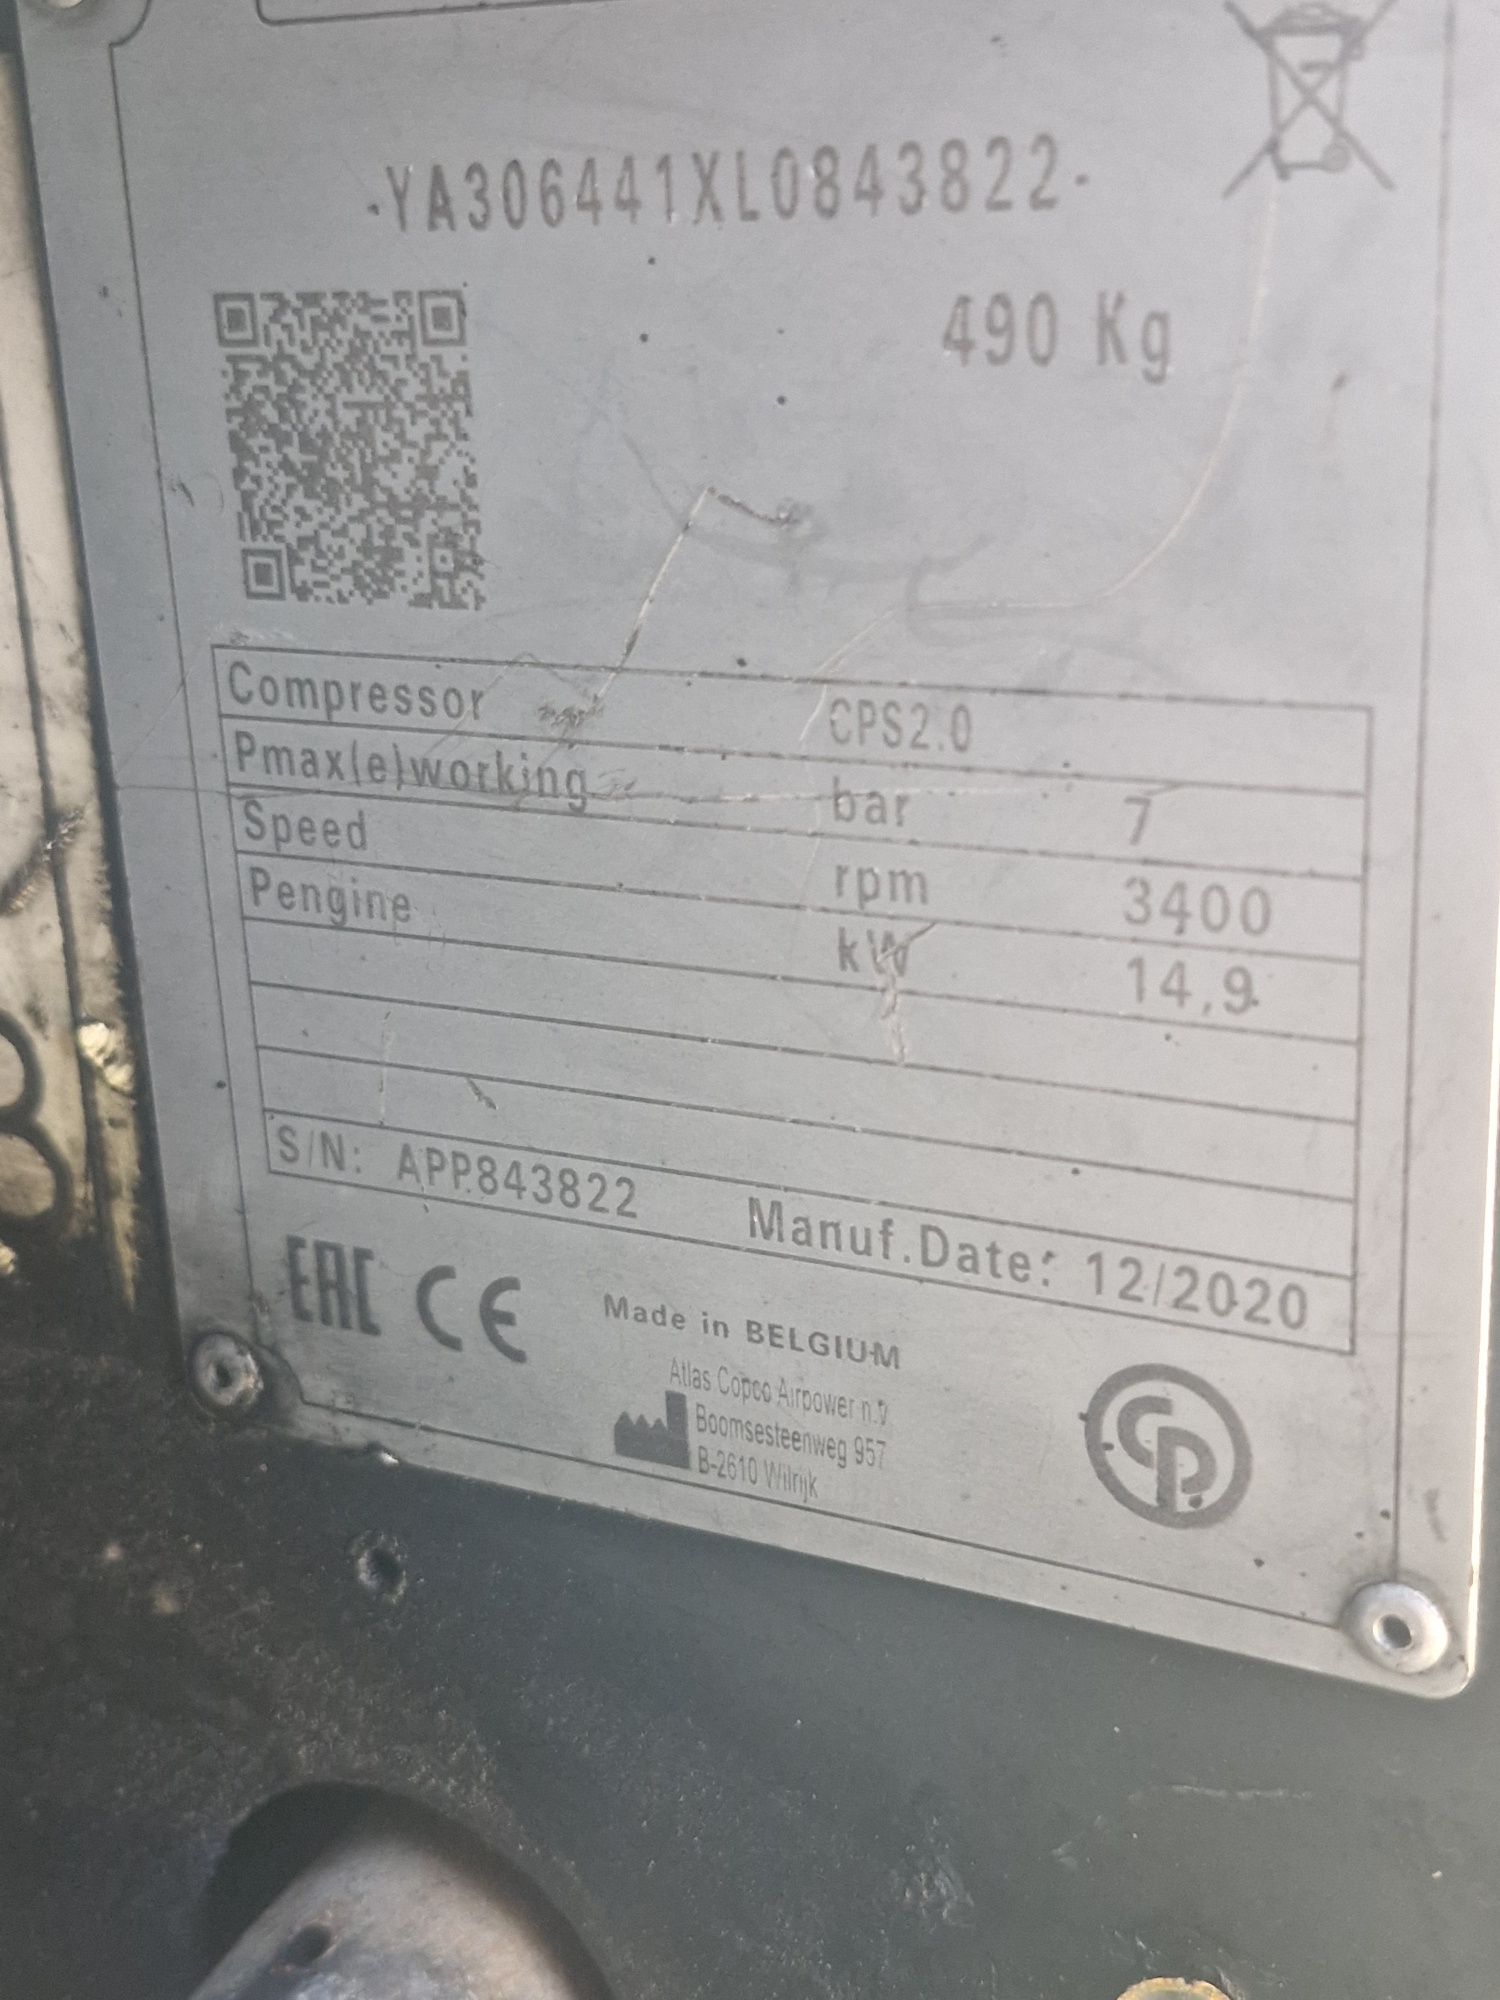 ·YA306441XL0843822·
490 Kg
Compressor CPS2.0
Pmax(e)working bar 7
Speed rpm 3400
Pengine kW 14,9
S/N: APP843822 Manuf.Date: 12/2020
EAC CE
Made in BELGIUM
Atlas Copco Airpower n.v.
Boomsesteenweg 957
B-2610 Wilrijk
CP